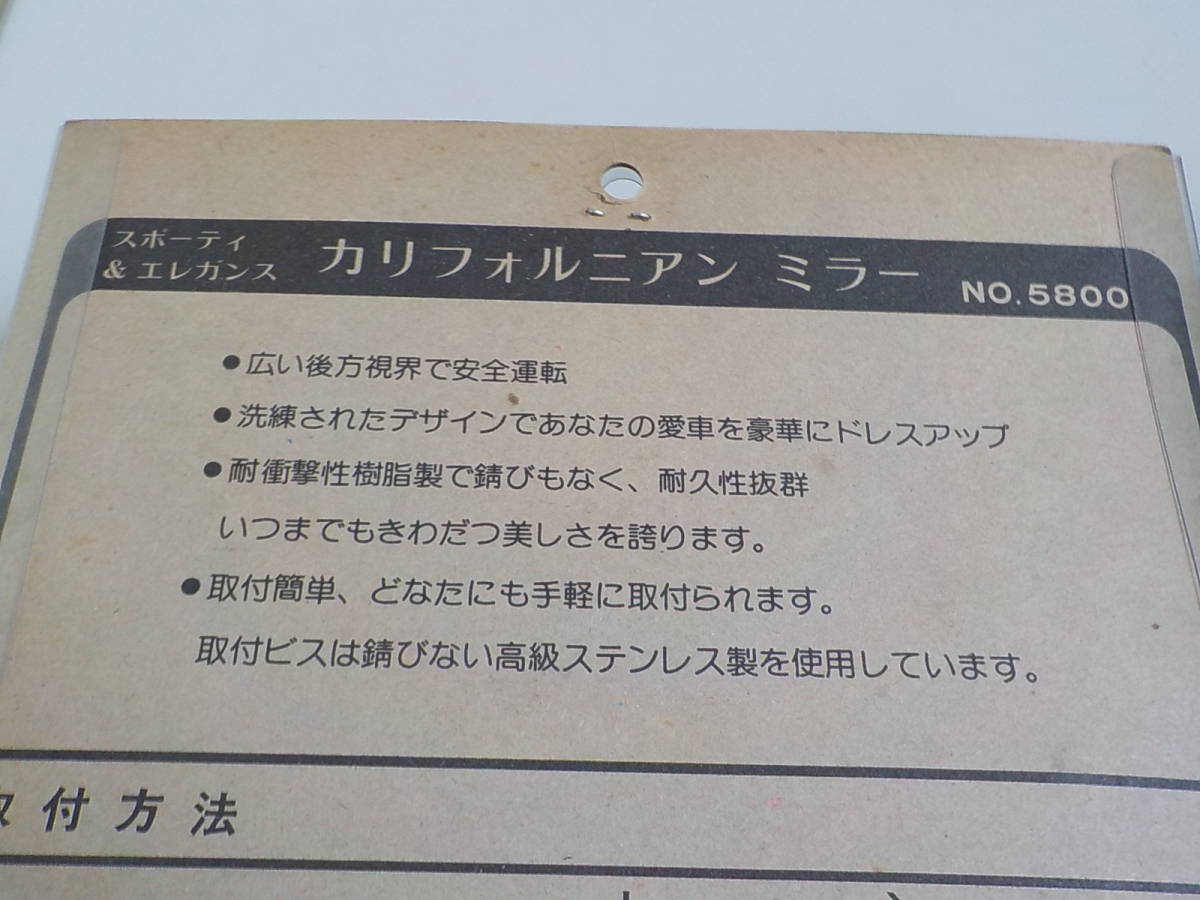 スポーティ
& エレガンス
カリフォルニアン ミラー
NO.5800
●広い後方視界で安全運転
●洗練されたデザインであなたの愛車を豪華にドレスアップ
●耐衝撃性樹脂製で錆びもなく、耐久性抜群
いつまでもきわだつ美しさを誇ります。
●取付簡単、どなたにも手軽に取付られます。
取付ビスは錆びない高級ステンレス製を使用しています。
取付方法